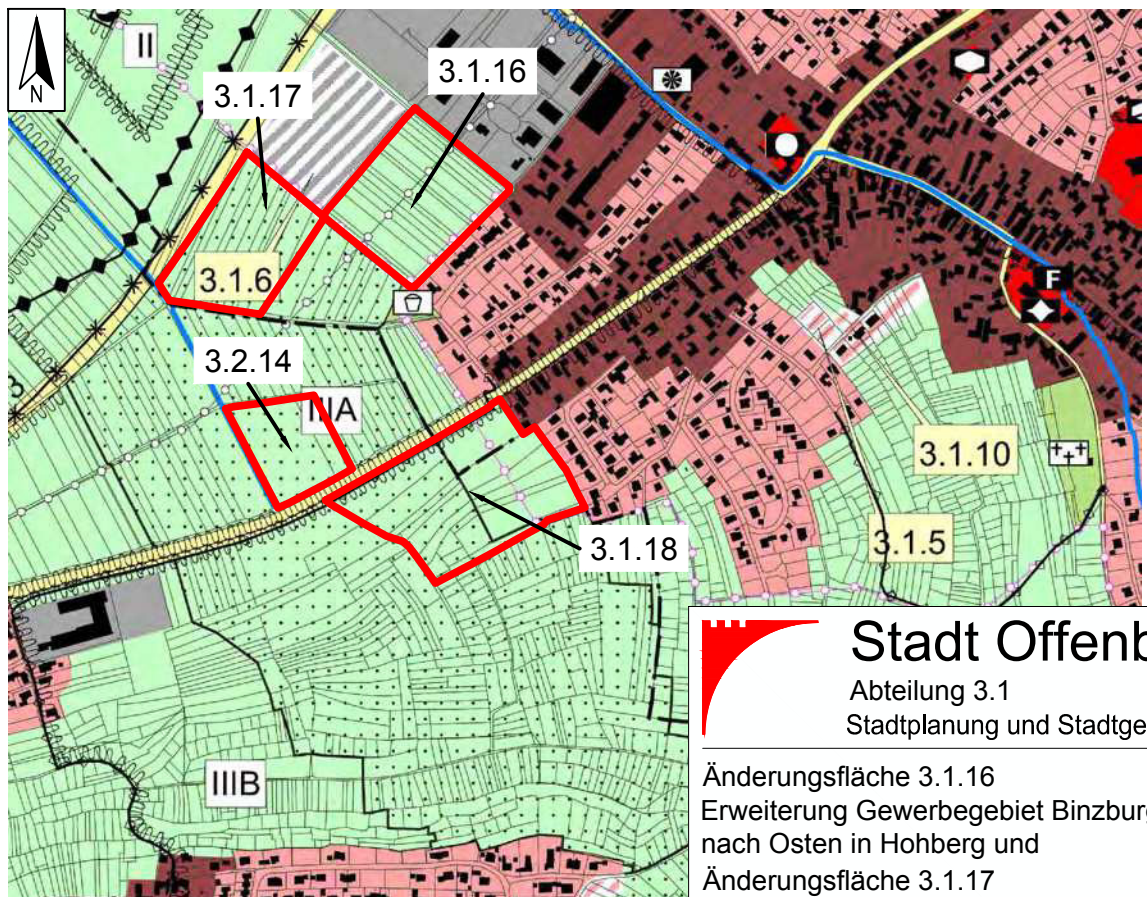 II
3.1.16
3.1.17
N
3.1.6
F
3.2.14
IIIA
3.1.10
3.1.5
3.1.18
IIIB
Stadt Offenb
Abteilung 3.1
Stadtplanung und Stadtge
Änderungsfläche 3.1.16
Erweiterung Gewerbegebiet Binzburg
nach Osten in Hohberg und
Änderungsfläche 3.1.17